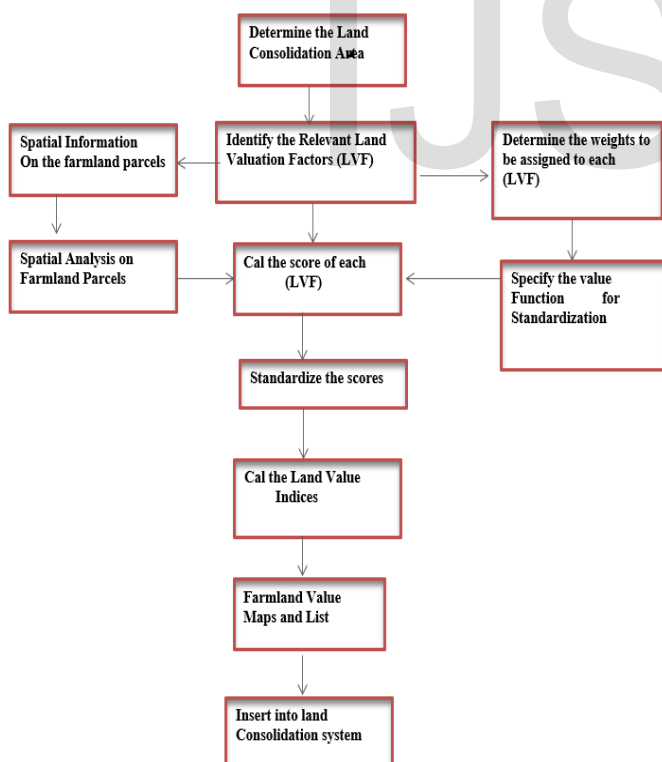 IJS
Determine the Land
Consolidation Area
Spatial Information
On the farmland parcels
Identify the Relevant Land
Valuation Factors (LVF)
Determine the weights to
be assigned to each
(LVF)
Spatial Analysis on
Farmland Parcels
Cal the score of each
(LVF)
Specify the value
Function for
Standardization
Standardize the scores
Cal the Land Value
Indices
Farmland Value
Maps and List
Insert into land
Consolidation system